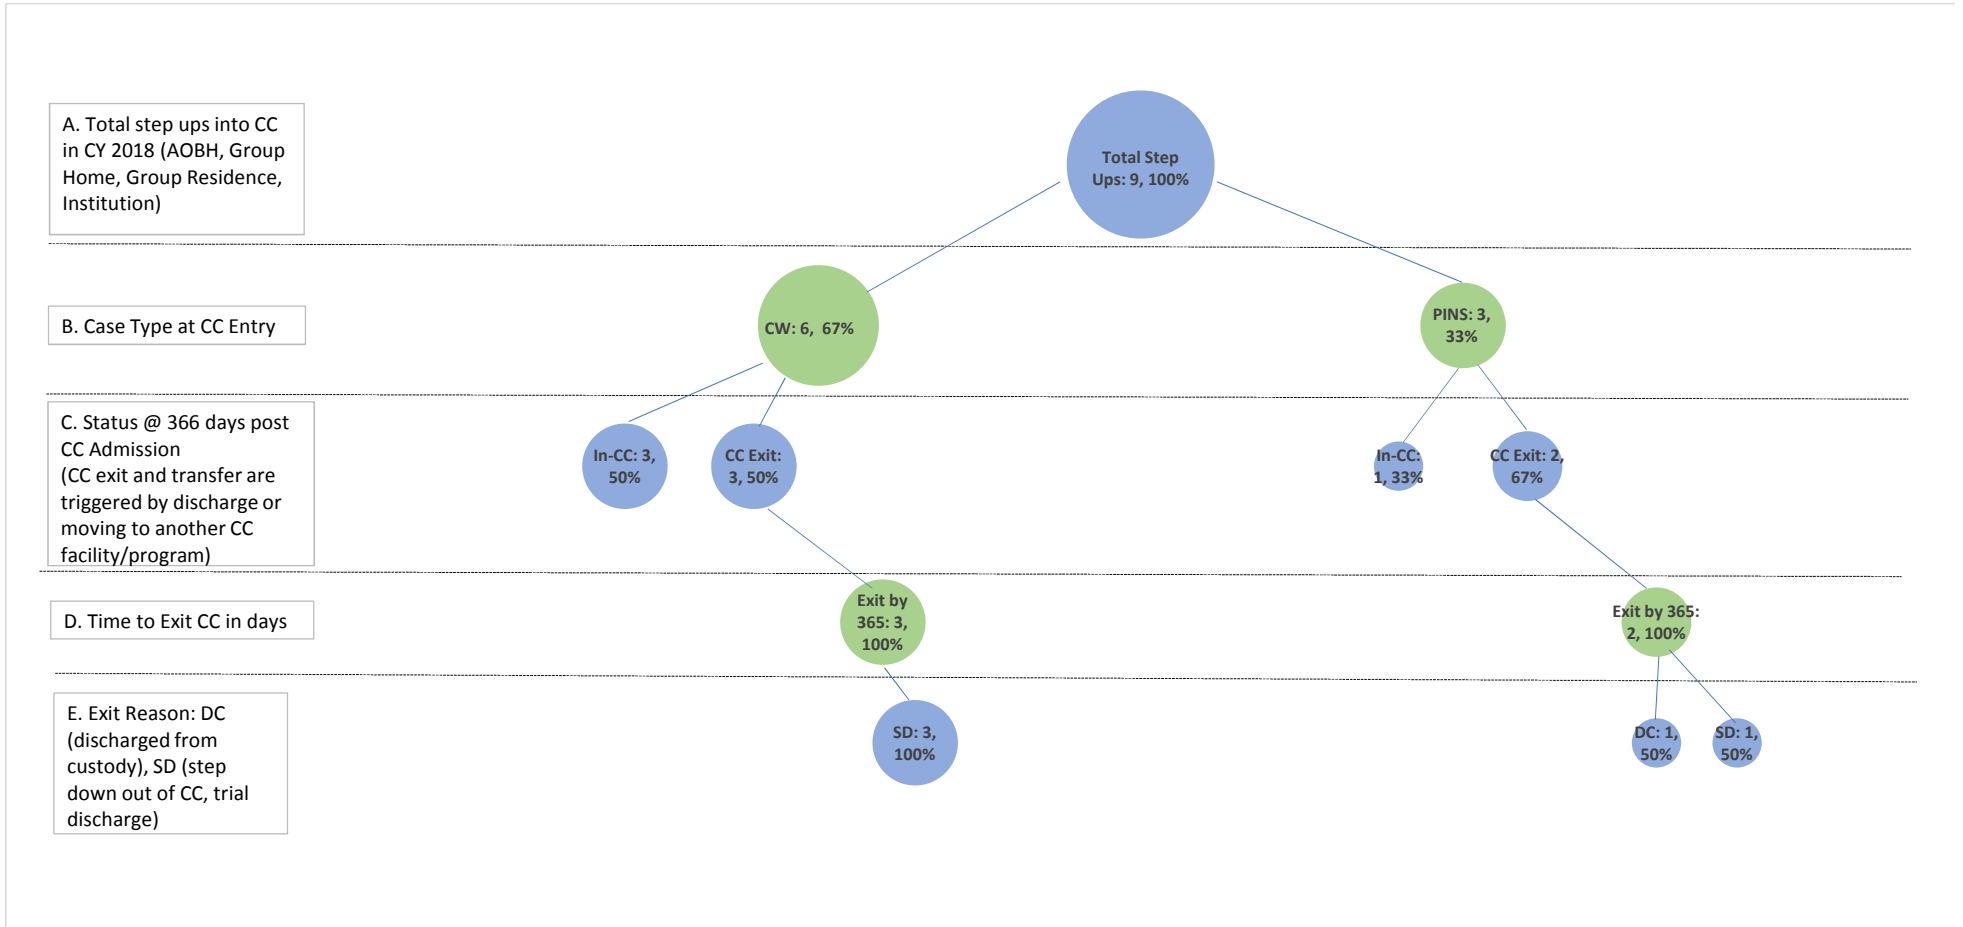 A. Total step ups into CC
in CY 2018 (AOBH, Group
Home, Group Residence,
Institution)
Total Step
Ups: 9, 100%
B. Case Type at CC Entry
CW: 6,  67%
PINS: 3,
33%
C. Status @ 366 days post
CC Admission
(CC exit and transfer are
triggered by discharge or
moving to another CC
facility/program)
In-CC: 3,
50%
CC Exit:
3, 50%
In-CC:
1, 33%
CC Exit: 2,
67%
D. Time to Exit CC in days
Exit by
365: 3,
100%
Exit by 365:
2, 100%
E. Exit Reason: DC
(discharged from
custody), SD (step
down out of CC, trial
discharge)
SD: 3,
100%
DC: 1,
50%
SD: 1,
50%